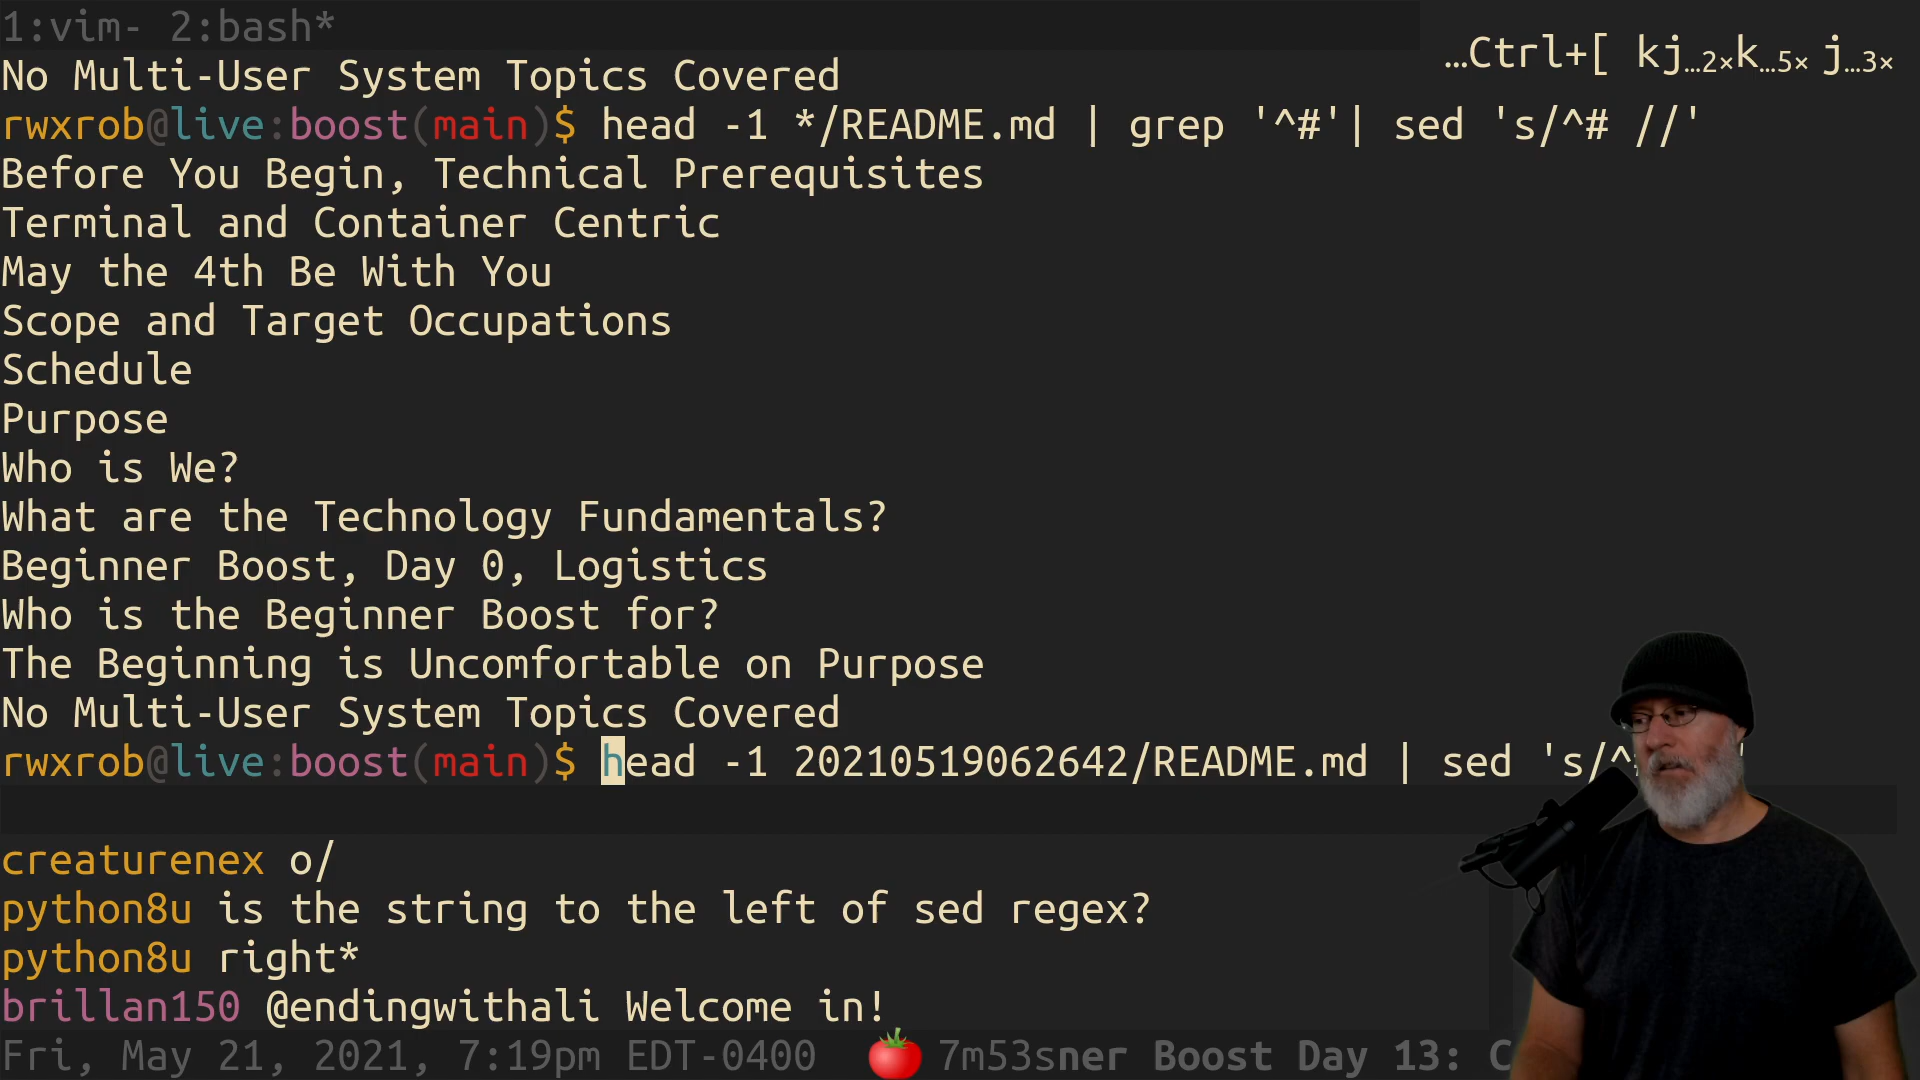 1:vim- 2:bash*
…Ctrl+[ kj…2×k…5× j…3×
No Multi-User System Topics Covered
rwxrob@live:boost(main)$ head -1 */README.md | grep '^#'| sed 's/^# //'
Before You Begin, Technical Prerequisites
Terminal and Container Centric
May the 4th Be With You
Scope and Target Occupations
Schedule
Purpose
Who is We?
What are the Technology Fundamentals?
Beginner Boost, Day 0, Logistics
Who is the Beginner Boost for?
The Beginning is Uncomfortable on Purpose
No Multi-User System Topics Covered
rwxrob@live:boost(main)$ head -1 20210519062642/README.md | sed 's/^
creaturenex o/
python8u is the string to the left of sed regex?
python8u right*
brillan150 @endingwithali Welcome in!
Fri, May 21, 2021, 7:19pm EDT-0400 🍅 7m53sner Boost Day 13: C